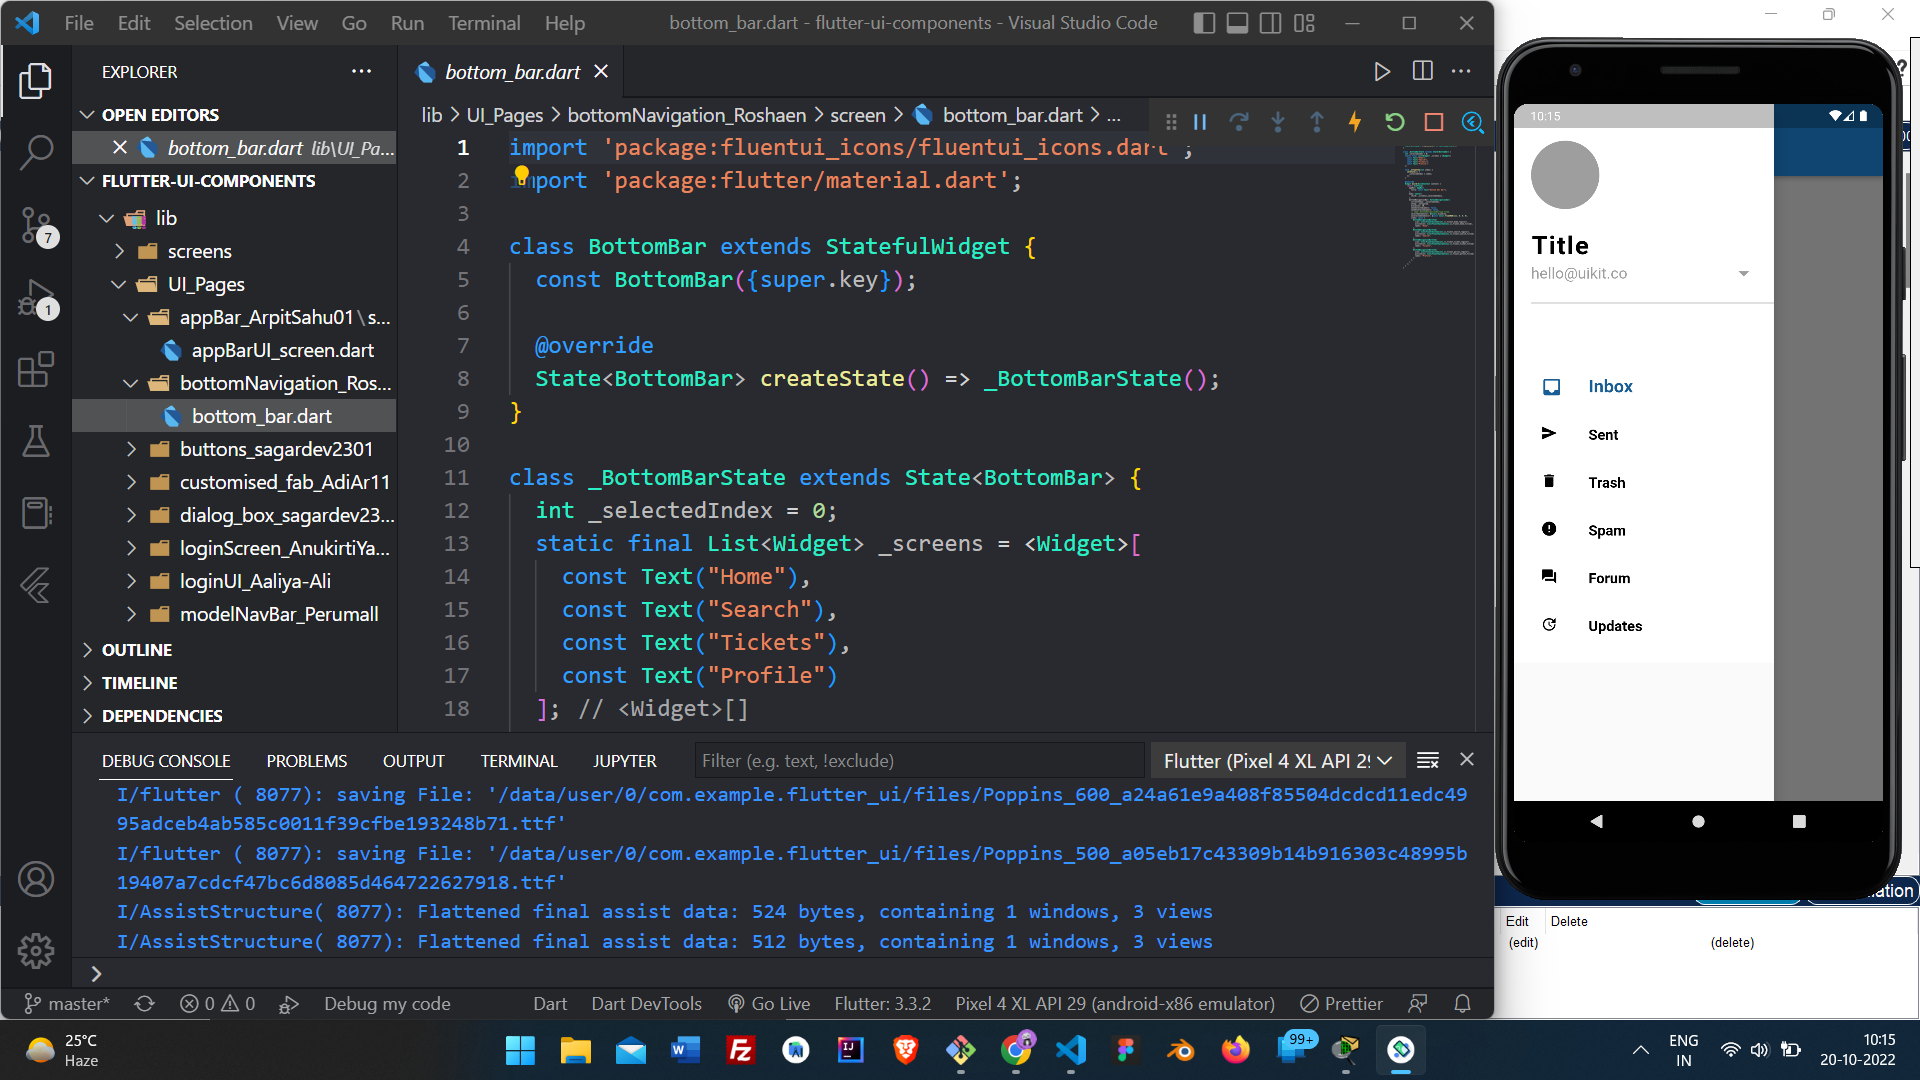 File Edit Selection View Go Run Terminal Help
bottom_bar.dart - flutter-ui-components - Visual Studio Code
EXPLORER
OPEN EDITORS
bottom_bar.dart lib\UI_Pa...
FLUTTER-UI-COMPONENTS
lib
screens
UI_Pages
appBar_ArpitSahu01\s...
appBarUI_screen.dart
bottomNavigation_Ros...
bottom_bar.dart
buttons_sagardev2301
customised_fab_AdiAr11
dialog_box_sagardev23...
loginScreen_AnukirtiYa...
loginUI_Aaliya-Ali
modelNavBar_Perumall
OUTLINE
TIMELINE
DEPENDENCIES
7
1
bottom_bar.dart
lib > UI_Pages > bottomNavigation_Roshaen > screen > bottom_bar.dart > ...
1 import 'package:fluentui_icons/fluentui_icons.dart';
2 import 'package:flutter/material.dart';
3
4 class BottomBar extends StatefulWidget {
5 const BottomBar({super.key});
6
7 @override
8 State<BottomBar> createState() => _BottomBarState();
9 }
10
11 class _BottomBarState extends State<BottomBar> {
12 int _selectedIndex = 0;
13 static final List<Widget> _screens = <Widget>[
14 const Text("Home"),
15 const Text("Search"),
16 const Text("Tickets"),
17 const Text("Profile")
18 ]; // <Widget>[]
DEBUG CONSOLE PROBLEMS OUTPUT TERMINAL JUPYTER
Filter (e.g. text, !exclude)
Flutter (Pixel 4 XL API 29
I/flutter ( 8077): saving File: '/data/user/0/com.example.flutter_ui/files/Poppins_600_a24a61e9a408f85504dcdcd11edc49
95adceb4ab585c0011f39cfbe193248b71.ttf'
I/flutter ( 8077): saving File: '/data/user/0/com.example.flutter_ui/files/Poppins_500_a05eb17c43309b14b916303c48995b
19407a7cdcf47bc6d8085d464722627918.ttf'
I/AssistStructure( 8077): Flattened final assist data: 524 bytes, containing 1 windows, 3 views
I/AssistStructure( 8077): Flattened final assist data: 512 bytes, containing 1 windows, 3 views
master* 0 0 Debug my code Dart Dart DevTools Go Live Flutter: 3.3.2 Pixel 4 XL API 29 (android-x86 emulator) Prettier
10:15
Title
hello@uikit.co
Inbox
Sent
Trash
Spam
Forum
Updates
Edit Delete
(edit) (delete)
25°C
Haze
99+
ENG
IN
10:15
20-10-2022